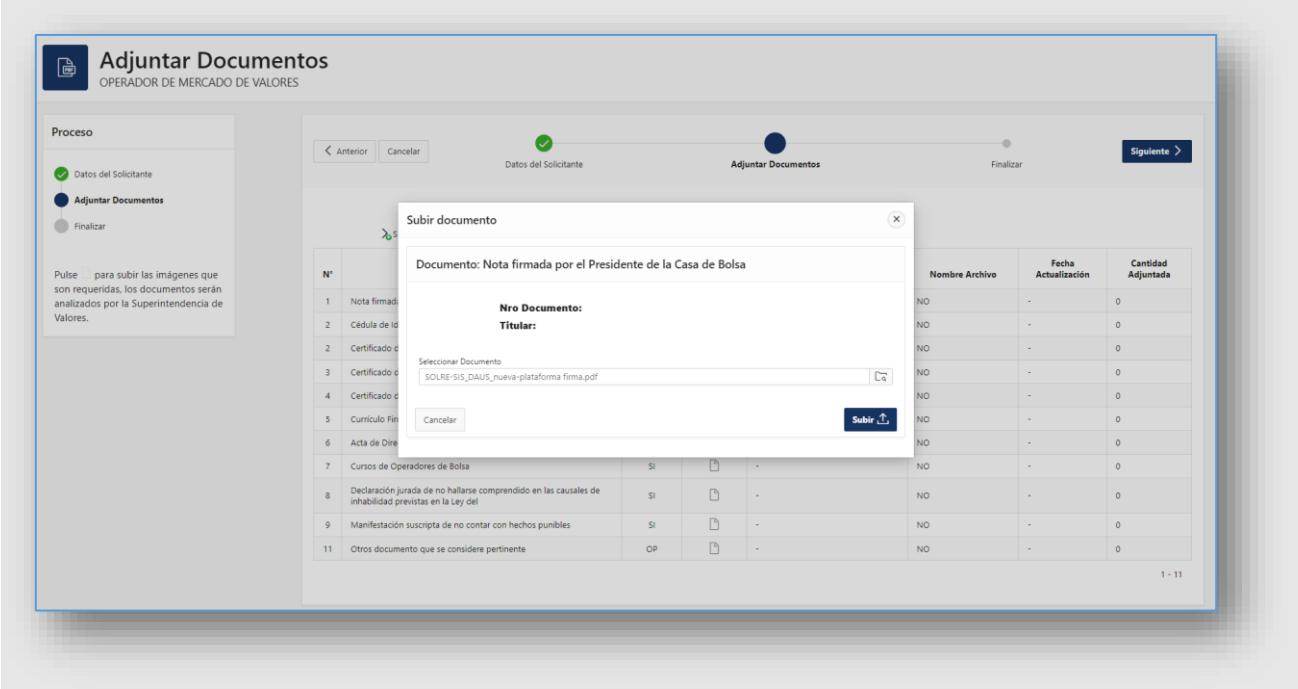 Adjuntar Documentos
OPERADOR DE MERCADO DE VALORES
Proceso
Datos del Solicitante
Adjuntar Documentos
Finalizar
Pulse para subir las imágenes que
son requeridas, los documentos serán
analizados por la Superintendencia de
Valores.
Anterior Cancelar
Datos del Solicitante
Adjuntar Documentos
Finalizar
Siguiente
Subir documento
Documento: Nota firmada por el Presidente de la Casa de Bolsa
Nro Documento:
Titular:
Seleccionar Documento
SOLRE-SIS_DAUS_nueva-plataforma firma.pdf
Cancelar
Subir
N° Nombre Archivo Fecha Actualización Cantidad Adjuntada
1 Nota firmad NO - 0
2 Cédula de Id NO - 0
2 Certificado NO - 0
3 Certificado NO - 0
4 Certificado NO - 0
5 Currículo Fir NO - 0
6 Acta de Dire NO - 0
7 Cursos de Operadores de Bolsa SI - NO - 0
8 Declaración jurada de no hallarse comprendido en las causales de
inhabilidad previstas en la Ley del SI - NO - 0
9 Manifestación suscripta de no contar con hechos punibles SI - NO - 0
11 Otros documento que se considere pertinente OP - NO - 0
1 - 11